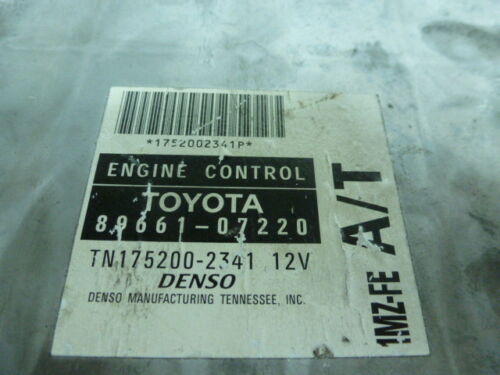 *1752002341P*
ENGINE CONTROL
TOYOTA
89661-07220
TN175200-2341 12V
DENSO
DENSO MANUFACTURING TENNESSEE, INC.
1MZ-FE A/T